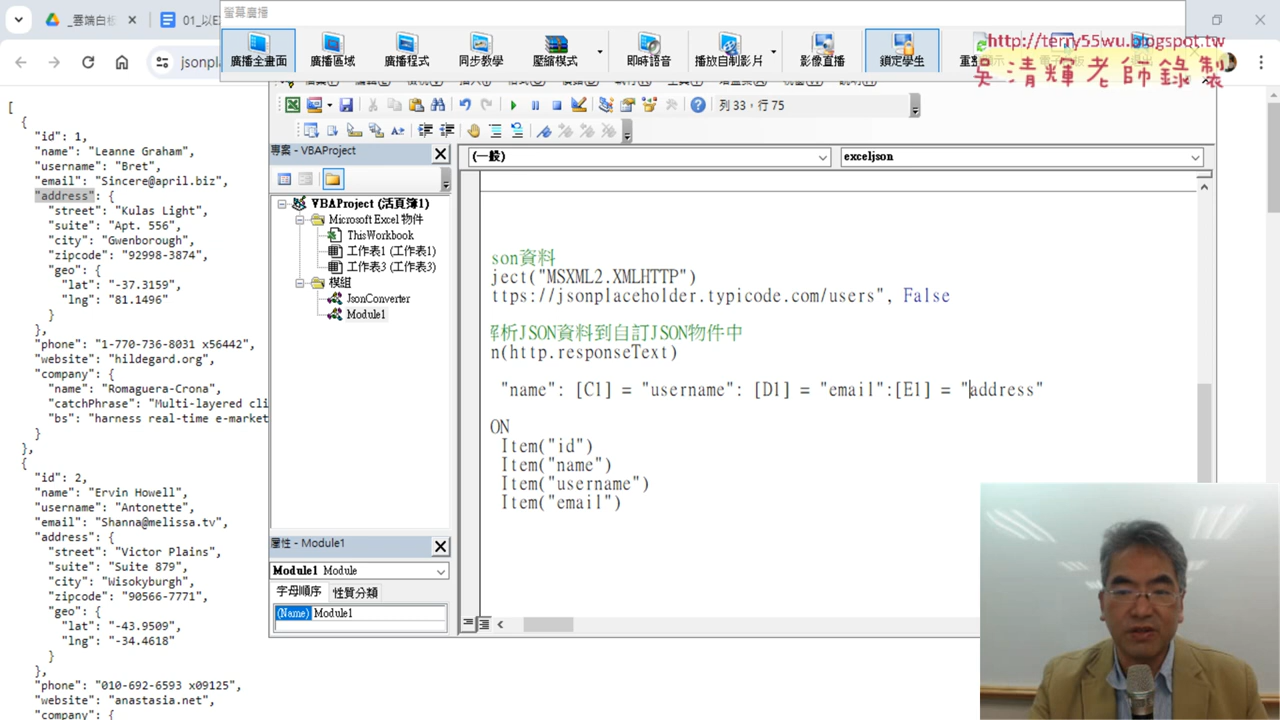 螢幕廣播
_雲端白板
01_以E
廣播全畫面
廣播區域
廣播程式
同步教學
壓縮模式
即時語音
播放自制影片
影像直播
鎖定學生
http://terry55wu.blogspot.tw
吳清輝老師錄製
jsonpla
列 33，行 75
專案 - VBAProject
(一般)
exceljson
VBAProject (活頁簿1)
Microsoft Excel 物件
ThisWorkbook
工作表1 (工作表1)
工作表3 (工作表3)
模組
JsonConverter
Module1
屬性 - Module1
Module1 Module
字母順序
性質分類
(Name) Module1
son資料
ject("MSXML2.XMLHTTP")
ttps://jsonplaceholder.typicode.com/users", False
解析JSON資料到自訂JSON物件中
n(http.responseText)
"name": [C1] = "username": [D1] = "email":[E1] = "address"
ON
Item("id")
Item("name")
Item("username")
Item("email")
[
{
"id": 1,
"name": "Leanne Graham",
"username": "Bret",
"email": "Sincere@april.biz",
"address": {
"street": "Kulas Light",
"suite": "Apt. 556",
"city": "Gwenborough",
"zipcode": "92998-3874",
"geo": {
"lat": "-37.3159",
"lng": "81.1496"
}
},
"phone": "1-770-736-8031 x56442",
"website": "hildegard.org",
"company": {
"name": "Romaguera-Crona",
"catchPhrase": "Multi-layered cli
"bs": "harness real-time e-market
}
},
{
"id": 2,
"name": "Ervin Howell",
"username": "Antonette",
"email": "Shanna@melissa.tv",
"address": {
"street": "Victor Plains",
"suite": "Suite 879",
"city": "Wisokyburgh",
"zipcode": "90566-7771",
"geo": {
"lat": "-43.9509",
"lng": "-34.4618"
}
},
"phone": "010-692-6593 x09125",
"website": "anastasia.net",
"company": {